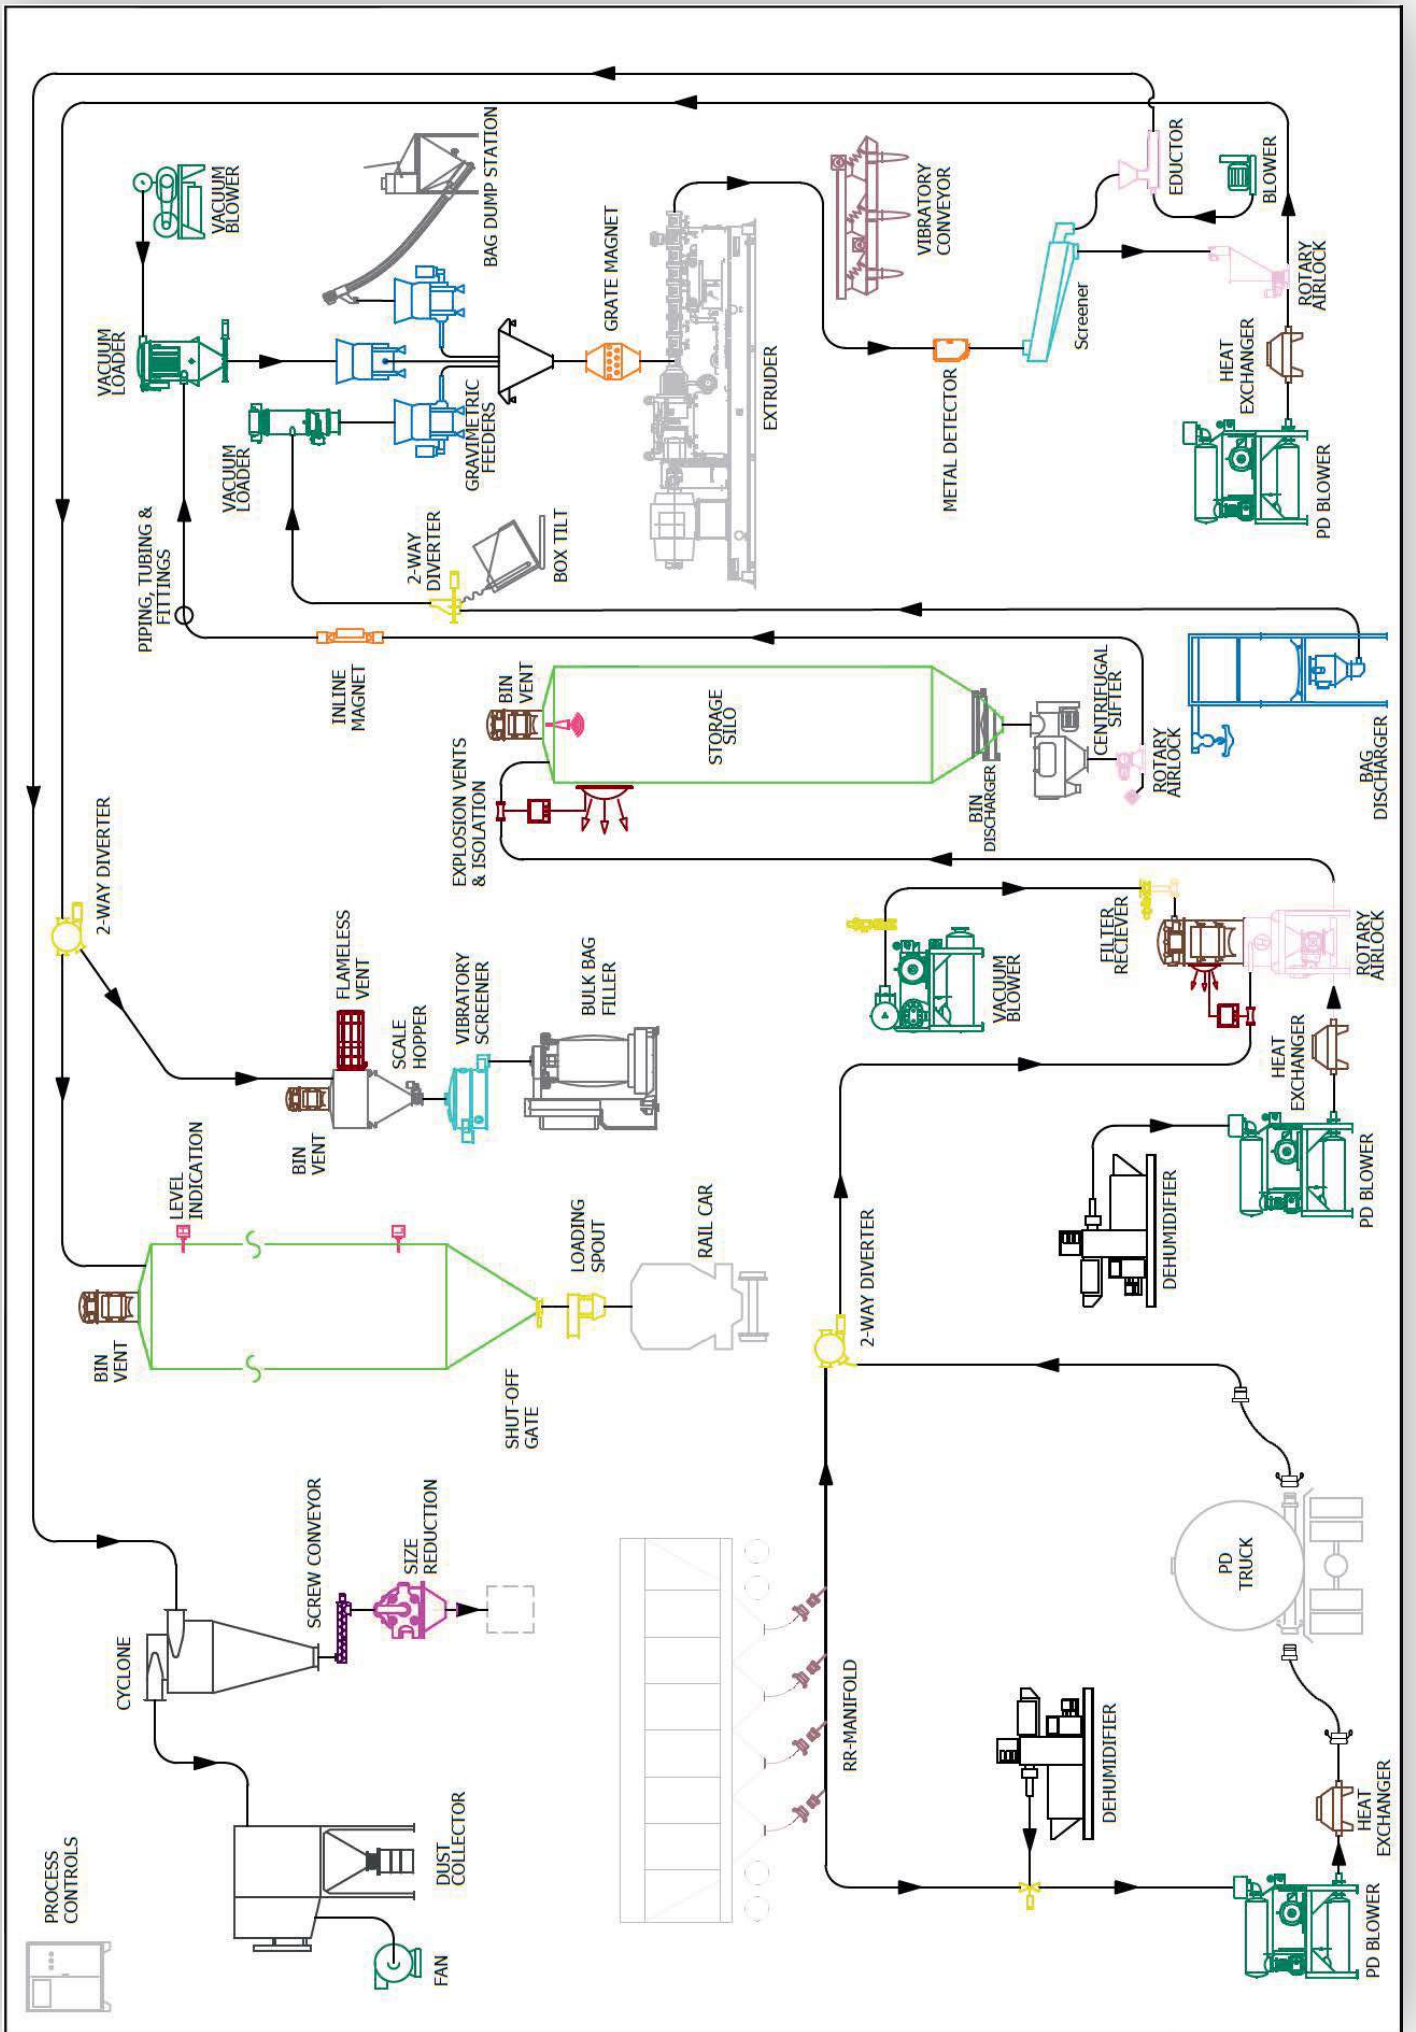 PROCESS
CONTROLS
FAN
DUST
COLLECTOR
CYCLONE
SCREW CONVEYOR
SIZE
REDUCTION
BIN
VENT
LEVEL
INDICATION
SHUT-OFF
GATE
LOADING
SPOUT
RAIL CAR
2-WAY DIVERTER
BIN
VENT
FLAMELESS
VENT
SCALE
HOPPER
VIBRATORY
SCREENER
BULK BAG
FILLER
PIPING, TUBING &
FITTINGS
INLINE
MAGNET
VACUUM
LOADER
VACUUM
BLOWER
VACUUM
LOADER
BAG DUMP STATION
GRAVIMETRIC
FEEDERS
2-WAY
DIVERTER
BOX TILT
GRATE MAGNET
EXTRUDER
EXPLOSION VENTS
& ISOLATION
BIN
VENT
STORAGE
SILO
BIN
DISCHARGER
CENTRIFUGAL
SIFTER
ROTARY
AIRLOCK
BAG
DISCHARGER
VIBRATORY
CONVEYOR
METAL DETECTOR
Screener
EDUCTOR
BLOWER
ROTARY
AIRLOCK
HEAT
EXCHANGER
PD BLOWER
RR-MANIFOLD
2-WAY DIVERTER
VACUUM
BLOWER
FILTER
RECIEVER
ROTARY
AIRLOCK
HEAT
EXCHANGER
DEHUMIDIFIER
PD BLOWER
PD
TRUCK
DEHUMIDIFIER
HEAT
EXCHANGER
PD BLOWER